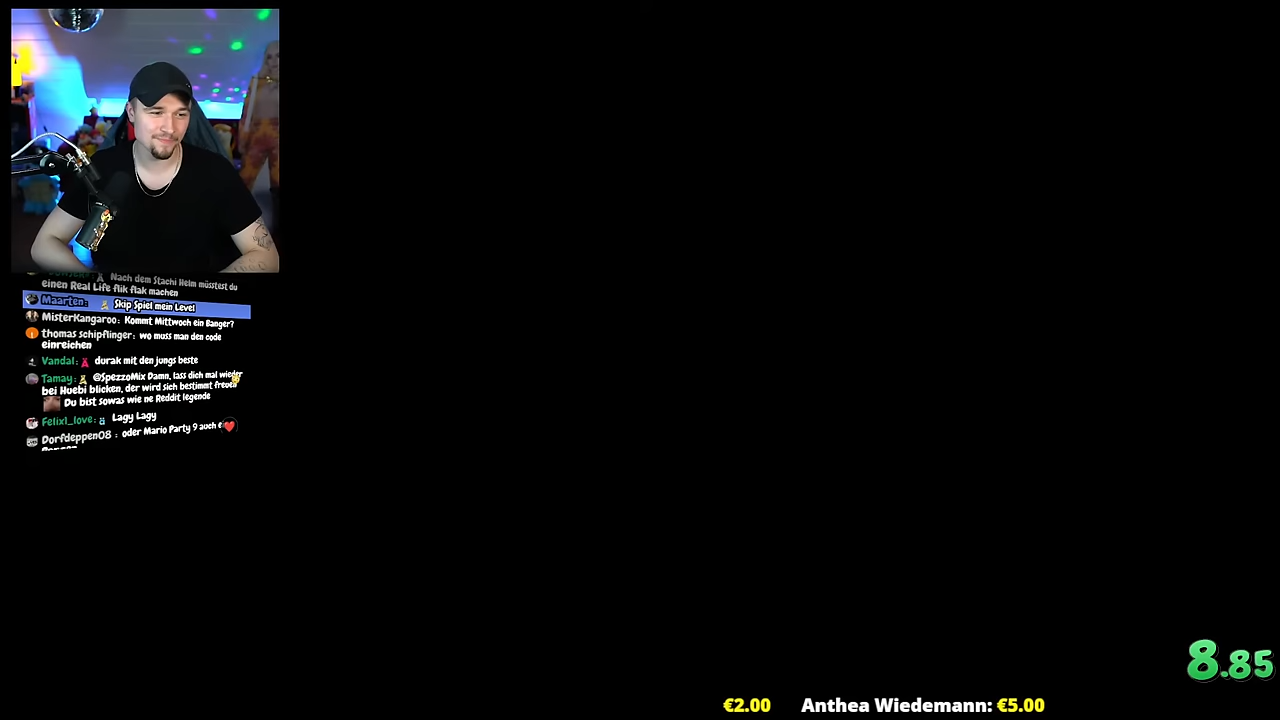 Nach dem Stachi Helm müsstest du
einen Real Life flik flak machen
Maarten: Skip Spiel mein Level
MisterKangaroo: Kommt Mittwoch ein Banger?
thomas schipflinger: wo muss man den code
einreichen
Vandal: durak mit den jungs beste
Tamay: @SpezzoMix Damn, lass dich mal wieder
bei Huebi blicken, der wird sich bestimmt freuen
Du bist sowas wie ne Reddit legende
Felix1_love: Lagy Lagy
Dorfdeppen08: oder Mario Party 9 auch
8.85
€2.00 Anthea Wiedemann: €5.00